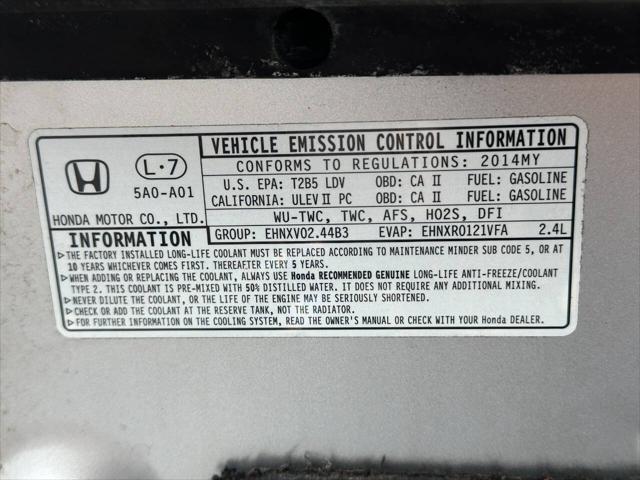 VEHICLE EMISSION CONTROL INFORMATION
CONFORMS TO REGULATIONS: 2014MY
L·7
5A0-A01
HONDA MOTOR CO., LTD.
U.S. EPA: T2B5 LDV OBD: CA II FUEL: GASOLINE
CALIFORNIA: ULEV II PC OBD: CA II FUEL: GASOLINE
WU-TWC, TWC, AFS, HO2S, DFI
GROUP: EHNXV02.44B3 EVAP: EHNXR0121VFA 2.4L
INFORMATION
▷THE FACTORY INSTALLED LONG-LIFE COOLANT MUST BE REPLACED ACCORDING TO MAINTENANCE MINDER SUB CODE 5, OR AT
10 YEARS WHICHEVER COMES FIRST. THEREAFTER EVERY 5 YEARS.
▷WHEN ADDING OR REPLACING THE COOLANT, ALWAYS USE Honda RECOMMENDED GENUINE LONG-LIFE ANTI-FREEZE/COOLANT
TYPE 2. THIS COOLANT IS PRE-MIXED WITH 50% DISTILLED WATER. IT DOES NOT REQUIRE ANY ADDITIONAL MIXING.
▷NEVER DILUTE THE COOLANT, OR THE LIFE OF THE ENGINE MAY BE SERIOUSLY SHORTENED.
▷CHECK OR ADD THE COOLANT AT THE RESERVE TANK, NOT THE RADIATOR.
▷FOR FURTHER INFORMATION ON THE COOLING SYSTEM, READ THE OWNER'S MANUAL OR CHECK WITH YOUR Honda DEALER.